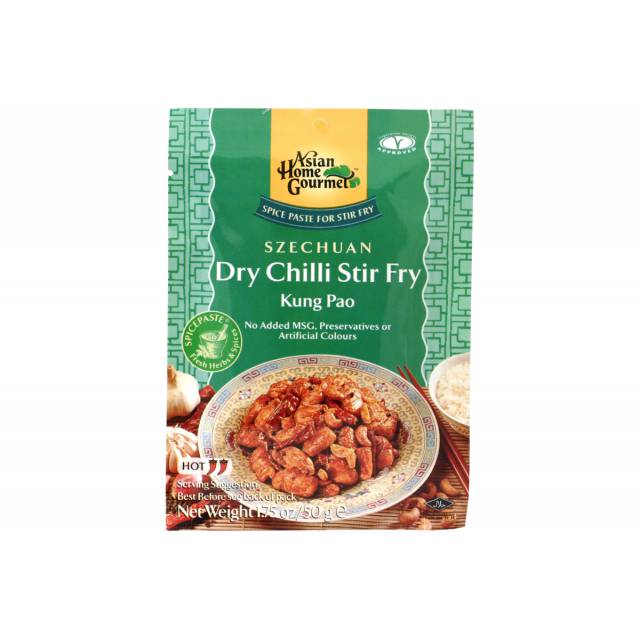 Asian
Home
Gourmet™
APPROVED
SPICE PASTE FOR STIR FRY
SZECHUAN
Dry Chilli Stir Fry
Kung Pao
No Added MSG, Preservatives or
Artificial Colours
SPICEPASTE
Fresh Herbs & Spices
HOT
Serving Suggestion
Best Before see back of pack
Net Weight 1.75 oz/50 g e